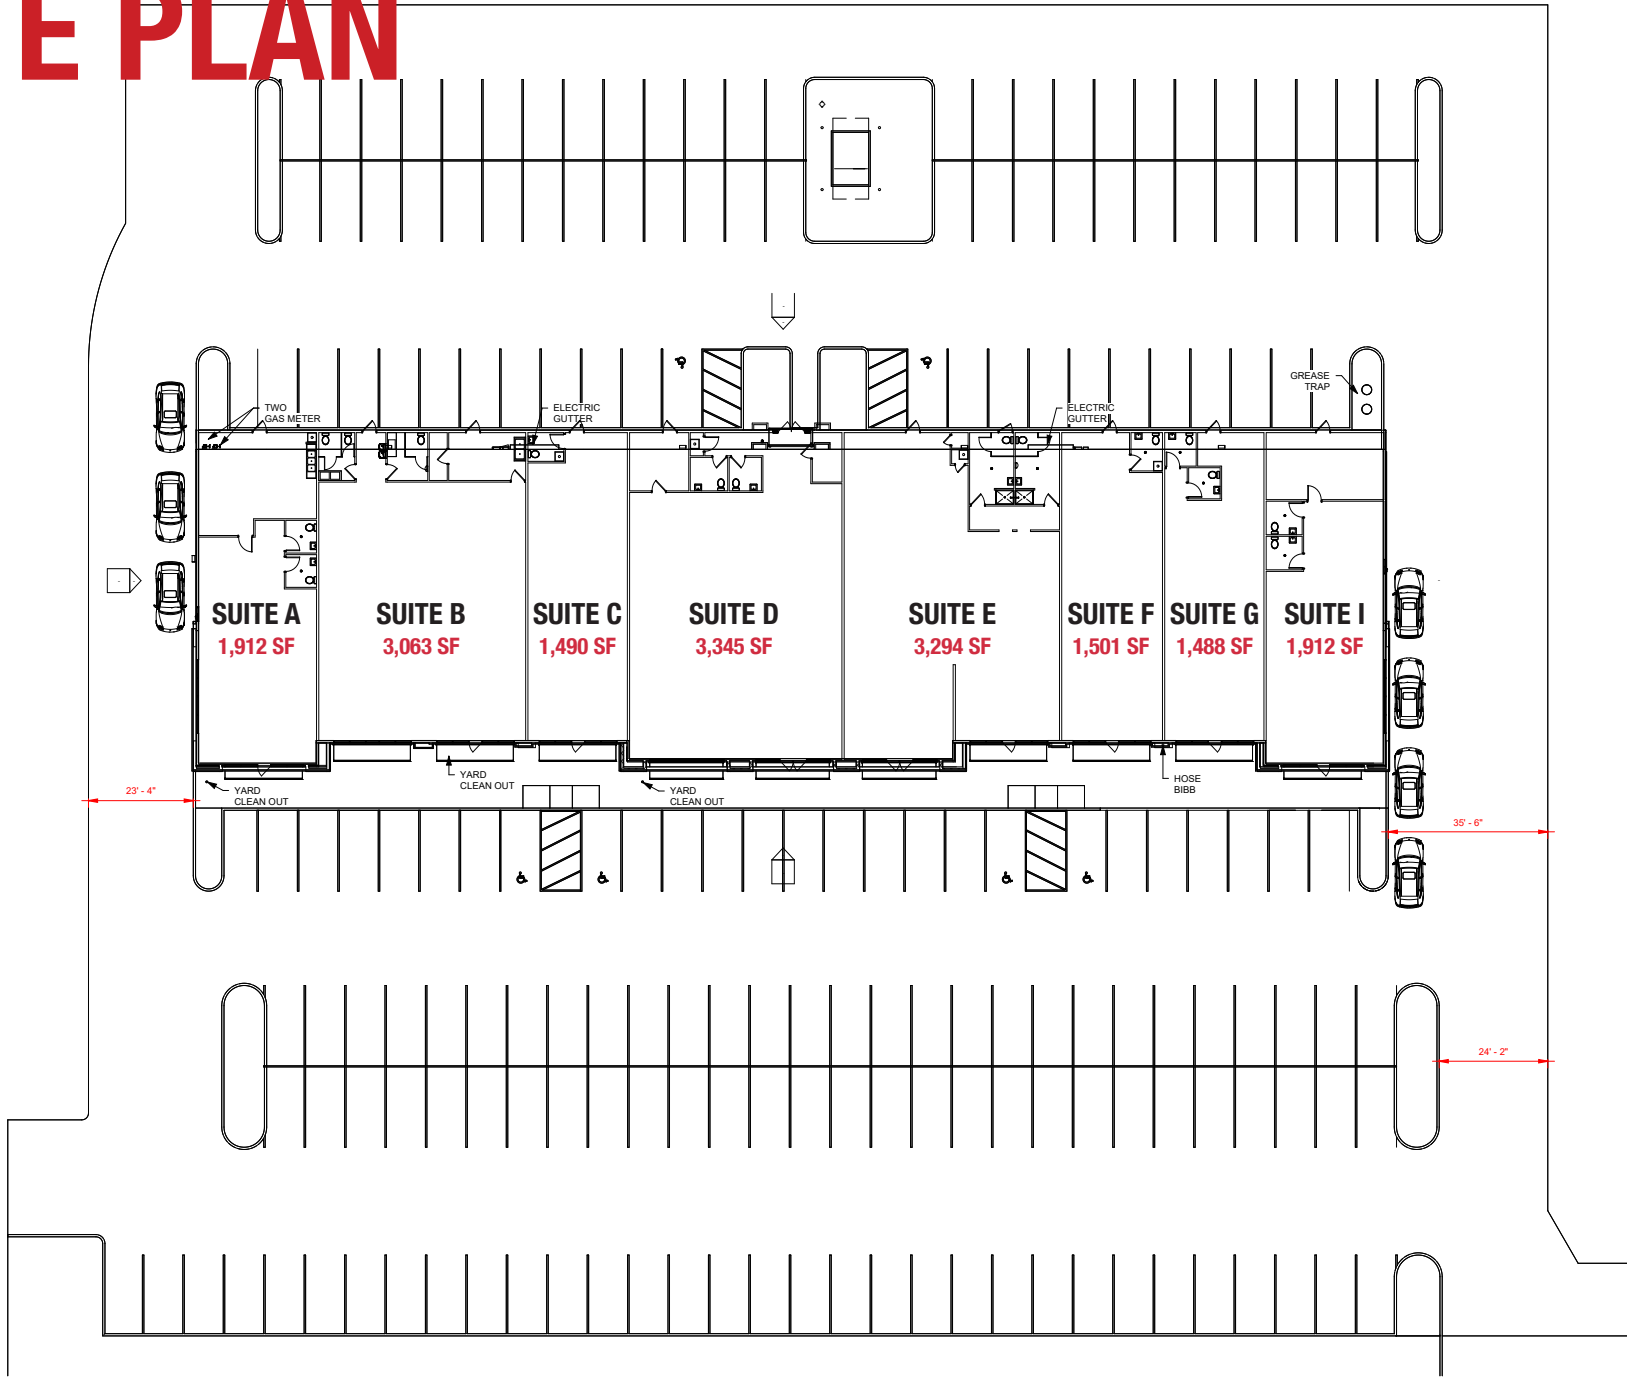 E PLAN
GREASE
TRAP
TWO
GAS METER
ELECTRIC
GUTTER
ELECTRIC
GUTTER
SUITE A
1,912 SF
SUITE B
3,063 SF
SUITE C
1,490 SF
SUITE D
3,345 SF
SUITE E
3,294 SF
SUITE F
1,501 SF
SUITE G
1,488 SF
SUITE I
1,912 SF
YARD
CLEAN OUT
YARD
CLEAN OUT
YARD
CLEAN OUT
HOSE
BIBB
23' - 4"
35' - 6"
24' - 2"